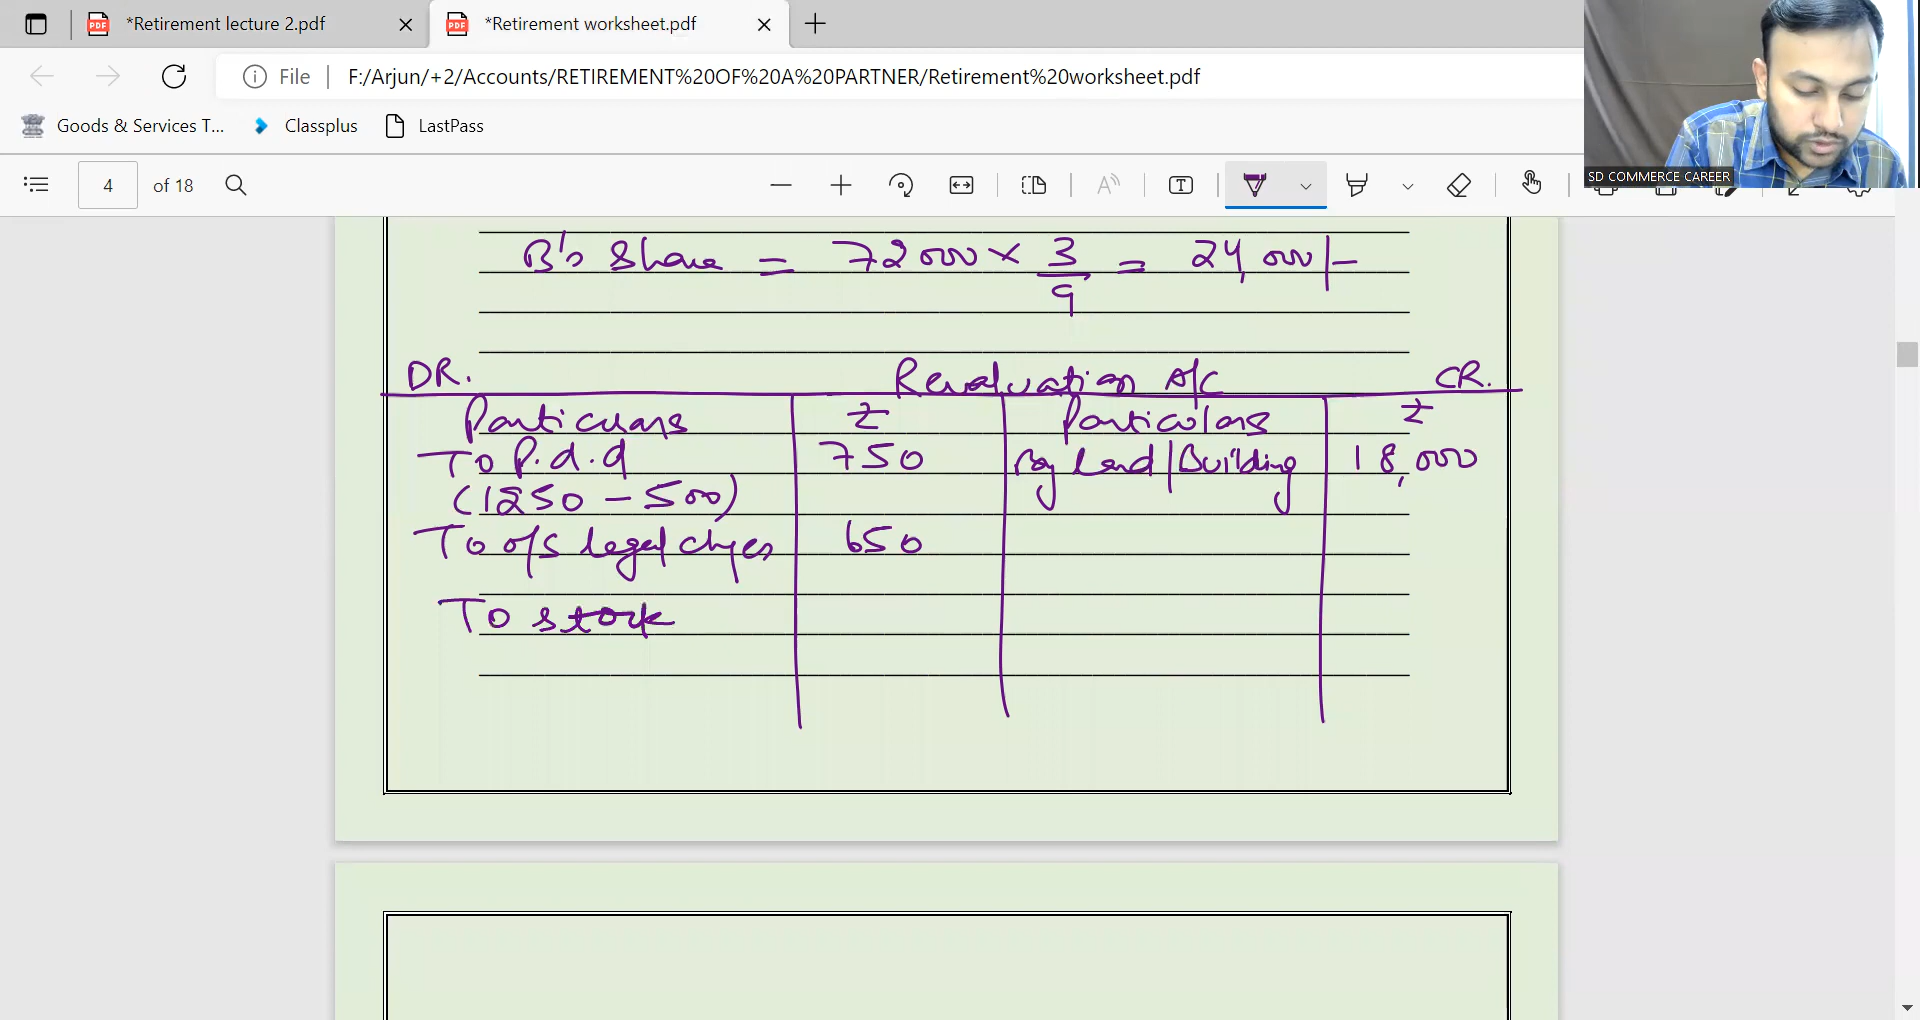 *Retirement lecture 2.pdf
*Retirement worksheet.pdf
File F:/Arjun/+2/Accounts/RETIREMENT%20OF%20A%20PARTNER/Retirement%20worksheet.pdf
Goods & Services T... Classplus LastPass
4 of 18
SD COMMERCE CAREER
B's Share = 72000 × 3/9 = 24,000/-
DR. Revaluation A/c CR.
Particulars ₹ Particulars ₹
To P.d.d 750 By Land/Building 18,000
(1250 - 500)
To o/s legal chges 650
To stock